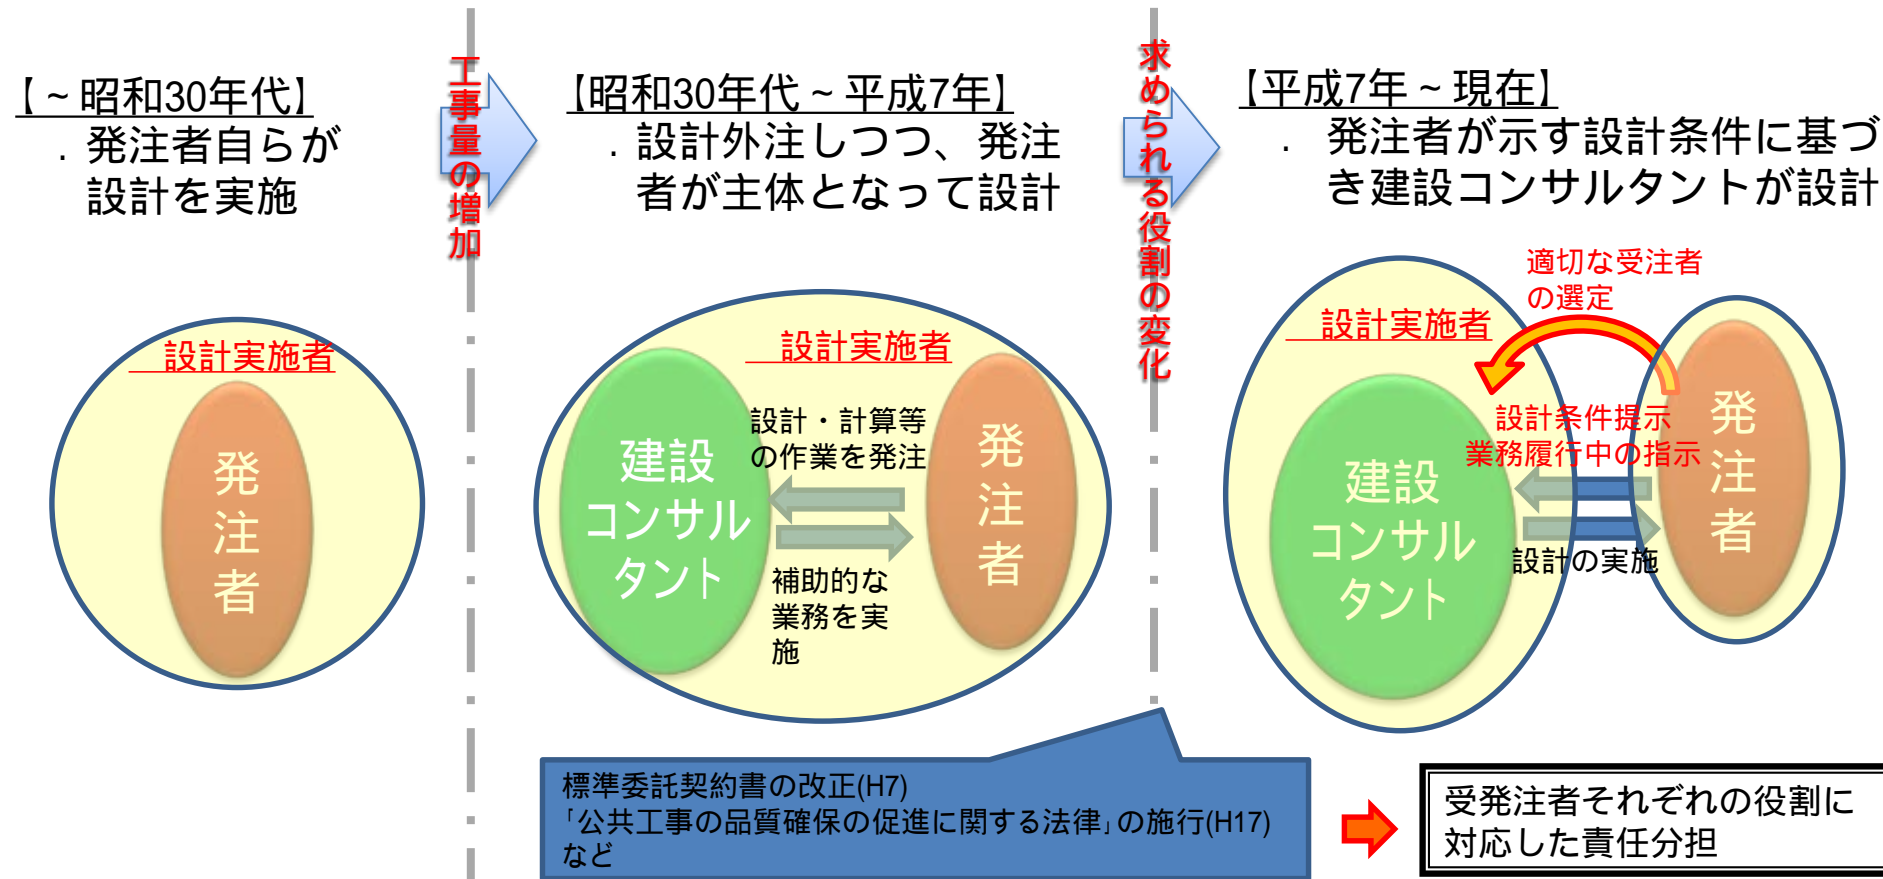 【~昭和30年代】
. 発注者自らが
設計を実施
工事量の増加
【昭和30年代~平成7年】
. 設計外注しつつ、発注
者が主体となって設計
求められる役割の変化
【平成7年~現在】
. 発注者が示す設計条件に基づ
き建設コンサルタントが設計
設計実施者
発注者
設計実施者
建設
コンサル
タント
設計・計算等
の作業を発注
補助的な
業務を実
施
発注者
適切な受注者
の選定
設計実施者
建設
コンサル
タント
設計条件提示
業務履行中の指示
設計の実施
発注者
標準委託契約書の改正(H7)
「公共工事の品質確保の促進に関する法律」の施行(H17)
など
受発注者それぞれの役割に
対応した責任分担